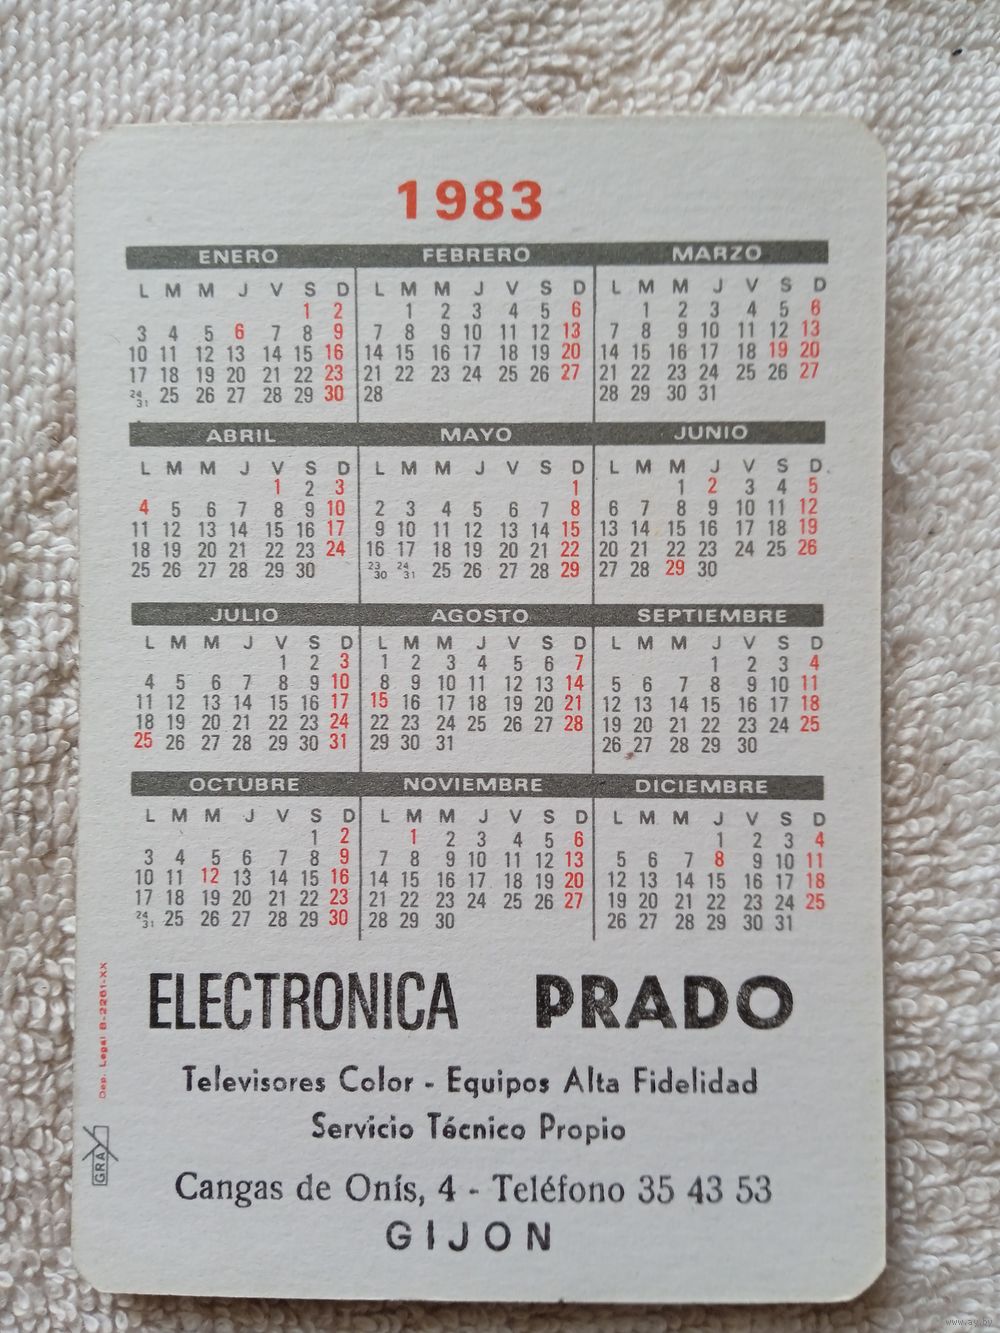 1983
ENERO FEBRERO MARZO
L M M J V S D L M M J V S D L M M J V S D
1 2 1 2 3 4 5 6 1 2 3 4 5 6
3 4 5 6 7 8 9 7 8 9 10 11 12 13 7 8 9 10 11 12 13
10 11 12 13 14 15 16 14 15 16 17 18 19 20 14 15 16 17 18 19 20
17 18 19 20 21 22 23 21 22 23 24 25 26 27 21 22 23 24 25 26 27
24/31 25 26 27 28 29 30 28 28 29 30 31
ABRIL MAYO JUNIO
L M M J V S D L M M J V S D L M M J V S D.
1 2 3 1 1 2 3 4 5
4 5 6 7 8 9 10 2 3 4 5 6 7 8 6 7 8 9 10 11 12
11 12 13 14 15 16 17 9 10 11 12 13 14 15 13 14 15 16 17 18 19
18 19 20 21 22 23 24 16 17 18 19 20 21 22 20 21 22 23 24 25 26
25 26 27 28 29 30 23/30 24/31 25 26 27 28 29 27 28 29 30
JULIO AGOSTO SEPTIEMBRE
L M M J V S D L M M J V S D L M M J V S D
1 2 3 1 2 3 4 5 6 7 1 2 3 4
4 5 6 7 8 9 10 8 9 10 11 12 13 14 5 6 7 8 9 10 11
11 12 13 14 15 16 17 15 16 17 18 19 20 21 12 13 14 15 16 17 18
18 19 20 21 22 23 24 22 23 24 25 26 27 28 19 20 21 22 23 24 25
25 26 27 28 29 30 31 29 30 31 26 27 28 29 30
OCTUBRE NOVIEMBRE DICIEMBRE
L M M J V S D L M M J V S D L M M J V S D
1 2 1 2 3 4 5 6 1 2 3 4
3 4 5 6 7 8 9 7 8 9 10 11 12 13 5 6 7 8 9 10 11
10 11 12 13 14 15 16 14 15 16 17 18 19 20 12 13 14 15 16 17 18
17 18 19 20 21 22 23 21 22 23 24 25 26 27 19 20 21 22 23 24 25
24/31 25 26 27 28 29 30 28 29 30 26 27 28 29 30 31
ELECTRONICA PRADO
Televisores Color - Equipos Alta Fidelidad
Servicio Técnico Propio
Cangas de Onís, 4 - Teléfono 35 43 53
GIJON
Dep. Legal B-2261-XX
GRAX
www.ay.by